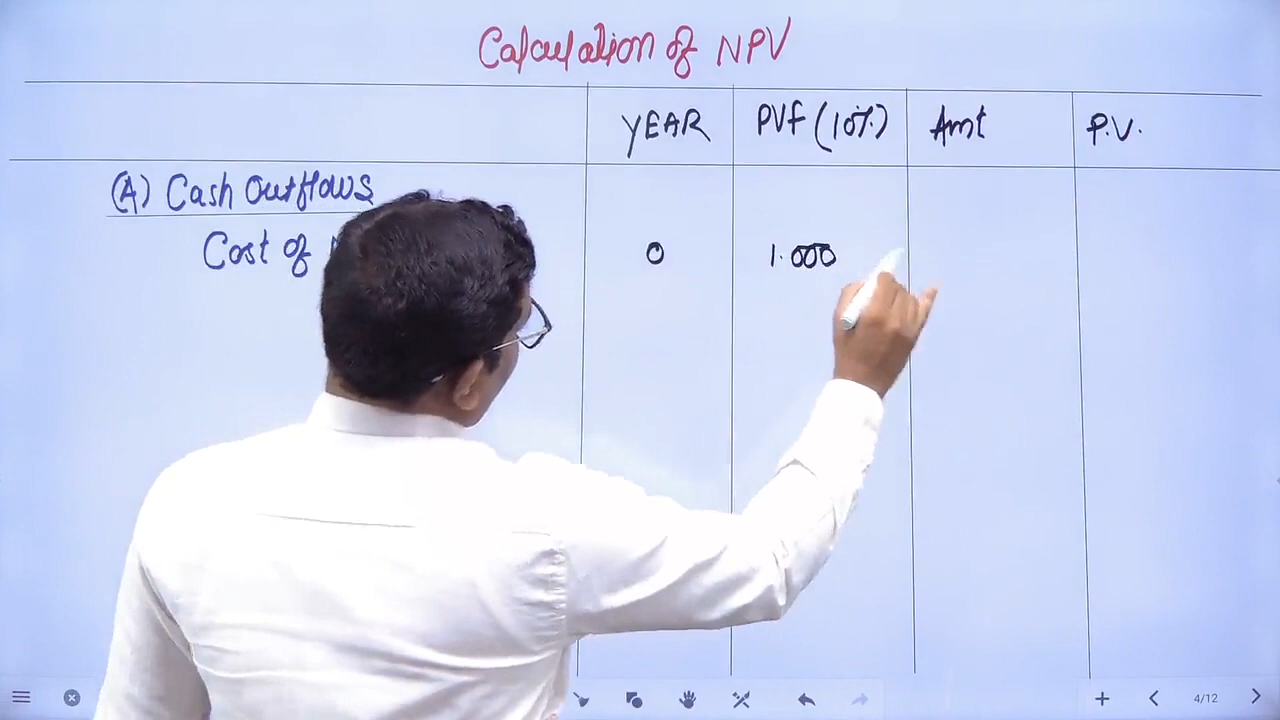 Calculation of NPV
YEAR PVf (10%) Amt P.V.
(A) Cash Outflows
Cost of 0 1.000
4/12